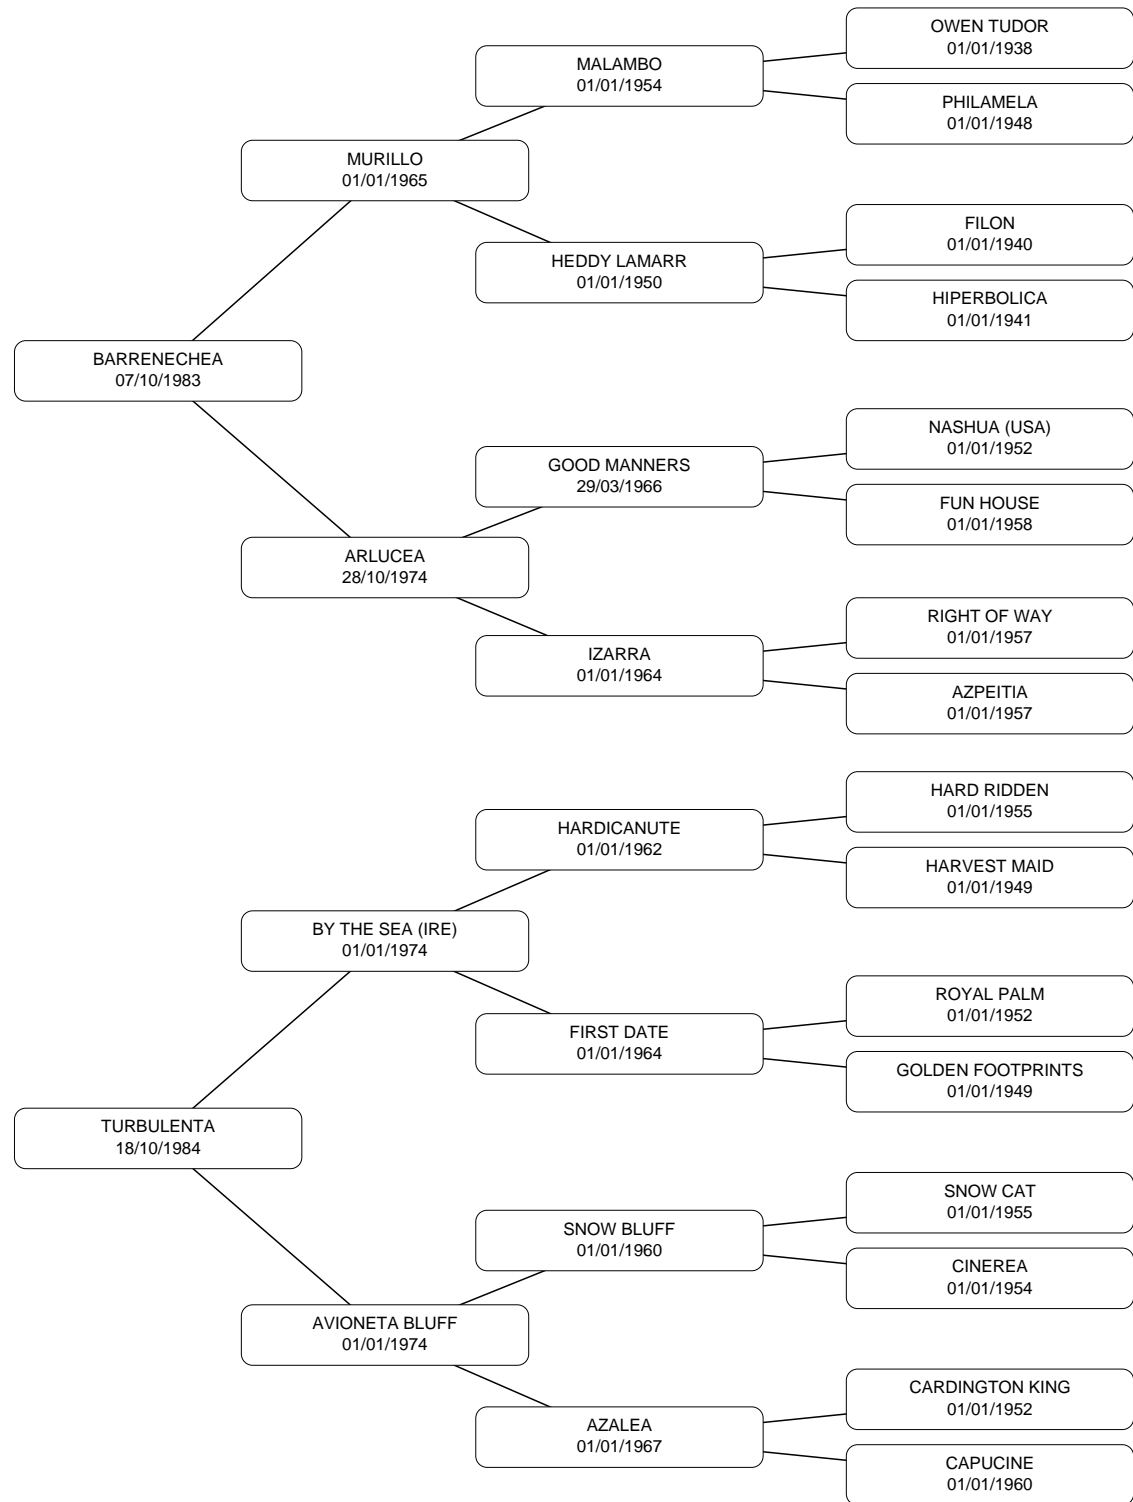 OWEN TUDOR
01/01/1938
MALAMBO
01/01/1954
PHILAMELA
01/01/1948
MURILLO
01/01/1965
FILON
01/01/1940
HEDDY LAMARR
01/01/1950
HIPERBOLICA
01/01/1941
BARRENECHEA
07/10/1983
NASHUA (USA)
01/01/1952
GOOD MANNERS
29/03/1966
FUN HOUSE
01/01/1958
ARLUCEA
28/10/1974
RIGHT OF WAY
01/01/1957
IZARRA
01/01/1964
AZPEITIA
01/01/1957
HARD RIDDEN
01/01/1955
HARDICANUTE
01/01/1962
HARVEST MAID
01/01/1949
BY THE SEA (IRE)
01/01/1974
ROYAL PALM
01/01/1952
FIRST DATE
01/01/1964
GOLDEN FOOTPRINTS
01/01/1949
TURBULENTA
18/10/1984
SNOW CAT
01/01/1955
SNOW BLUFF
01/01/1960
CINEREA
01/01/1954
AVIONETA BLUFF
01/01/1974
CARDINGTON KING
01/01/1952
AZALEA
01/01/1967
CAPUCINE
01/01/1960